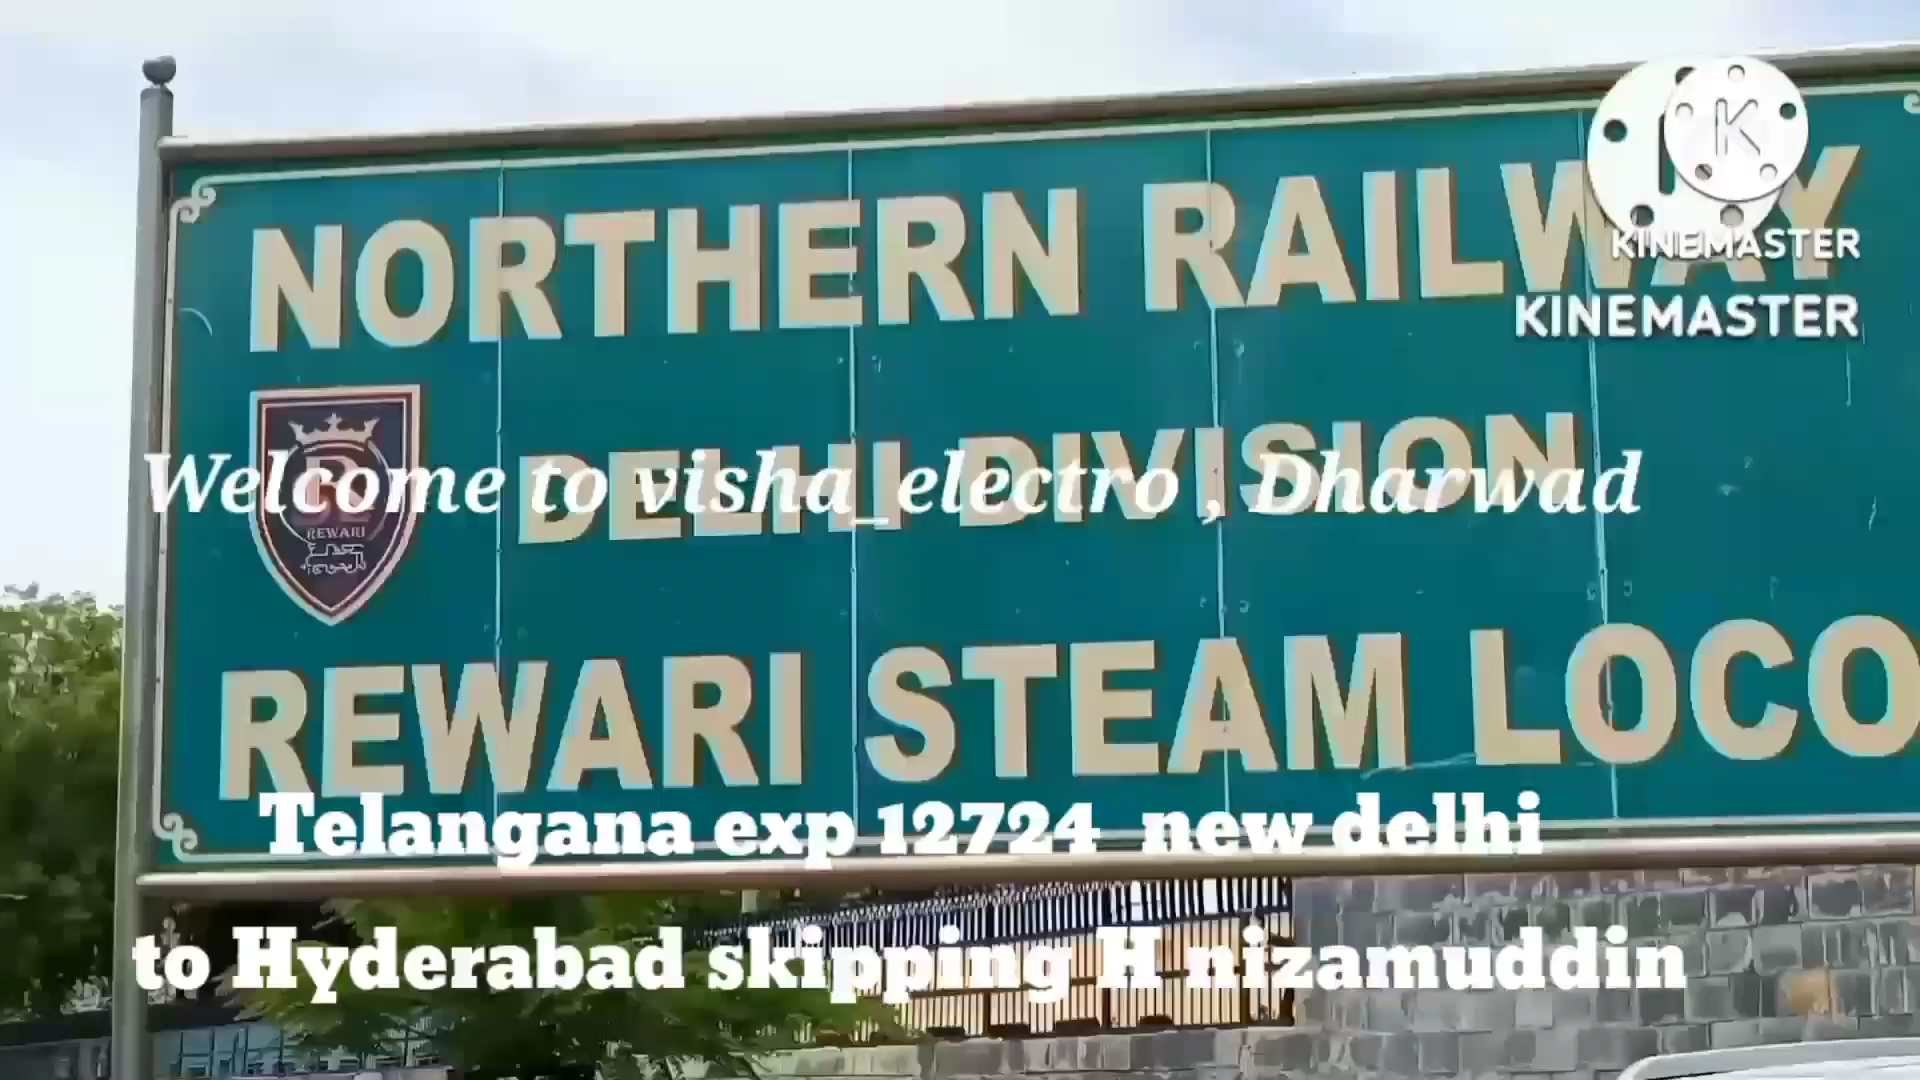 NORTHERN RAILWAY
KINEMASTER
KINEMASTER
DELHI DIVISION
REWARI
Welcome to visha_electro , Dharwad
REWARI STEAM LOCO
Telangana exp 12724 new delhi
to Hyderabad skipping H nizamuddin